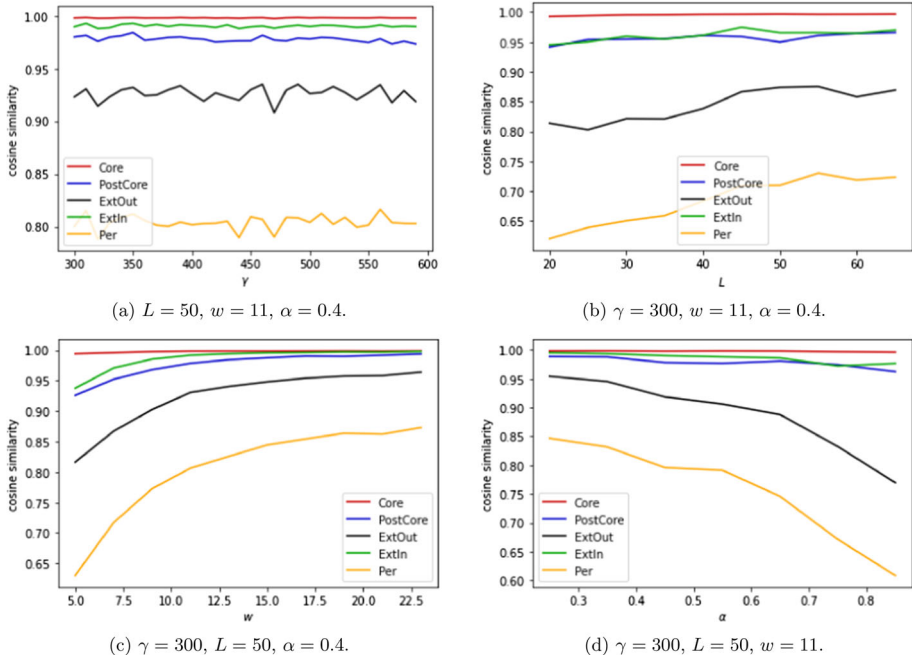 1.00
0.95
0.90
0.85
0.80
cosine similarity
Core
PostCore
ExtOut
ExtIn
Per
300
350
400
450
500
550
600
γ
(a) L = 50, w = 11, α = 0.4.
1.00
0.95
0.90
0.85
0.80
0.75
0.70
0.65
cosine similarity
Core
PostCore
ExtOut
ExtIn
Per
20
30
40
50
60
L
(b) γ = 300, w = 11, α = 0.4.
1.00
0.95
0.90
0.85
0.80
0.75
0.70
0.65
cosine similarity
Core
PostCore
ExtOut
ExtIn
Per
5.0
7.5
10.0
12.5
15.0
17.5
20.0
22.5
w
(c) γ = 300, L = 50, α = 0.4.
1.00
0.95
0.90
0.85
0.80
0.75
0.70
0.65
0.60
cosine similarity
Core
PostCore
ExtOut
ExtIn
Per
0.3
0.4
0.5
0.6
0.7
0.8
α
(d) γ = 300, L = 50, w = 11.